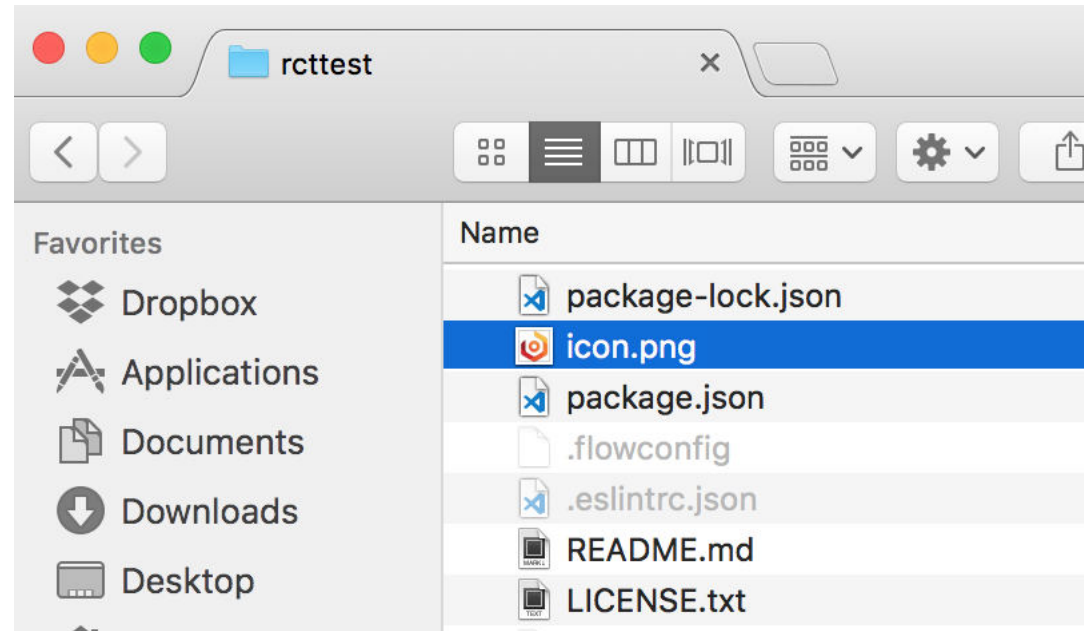 rcttest
Favorites
Dropbox
Applications
Documents
Downloads
Desktop
Name
package-lock.json
icon.png
package.json
.flowconfig
.eslintrc.json
README.md
LICENSE.txt